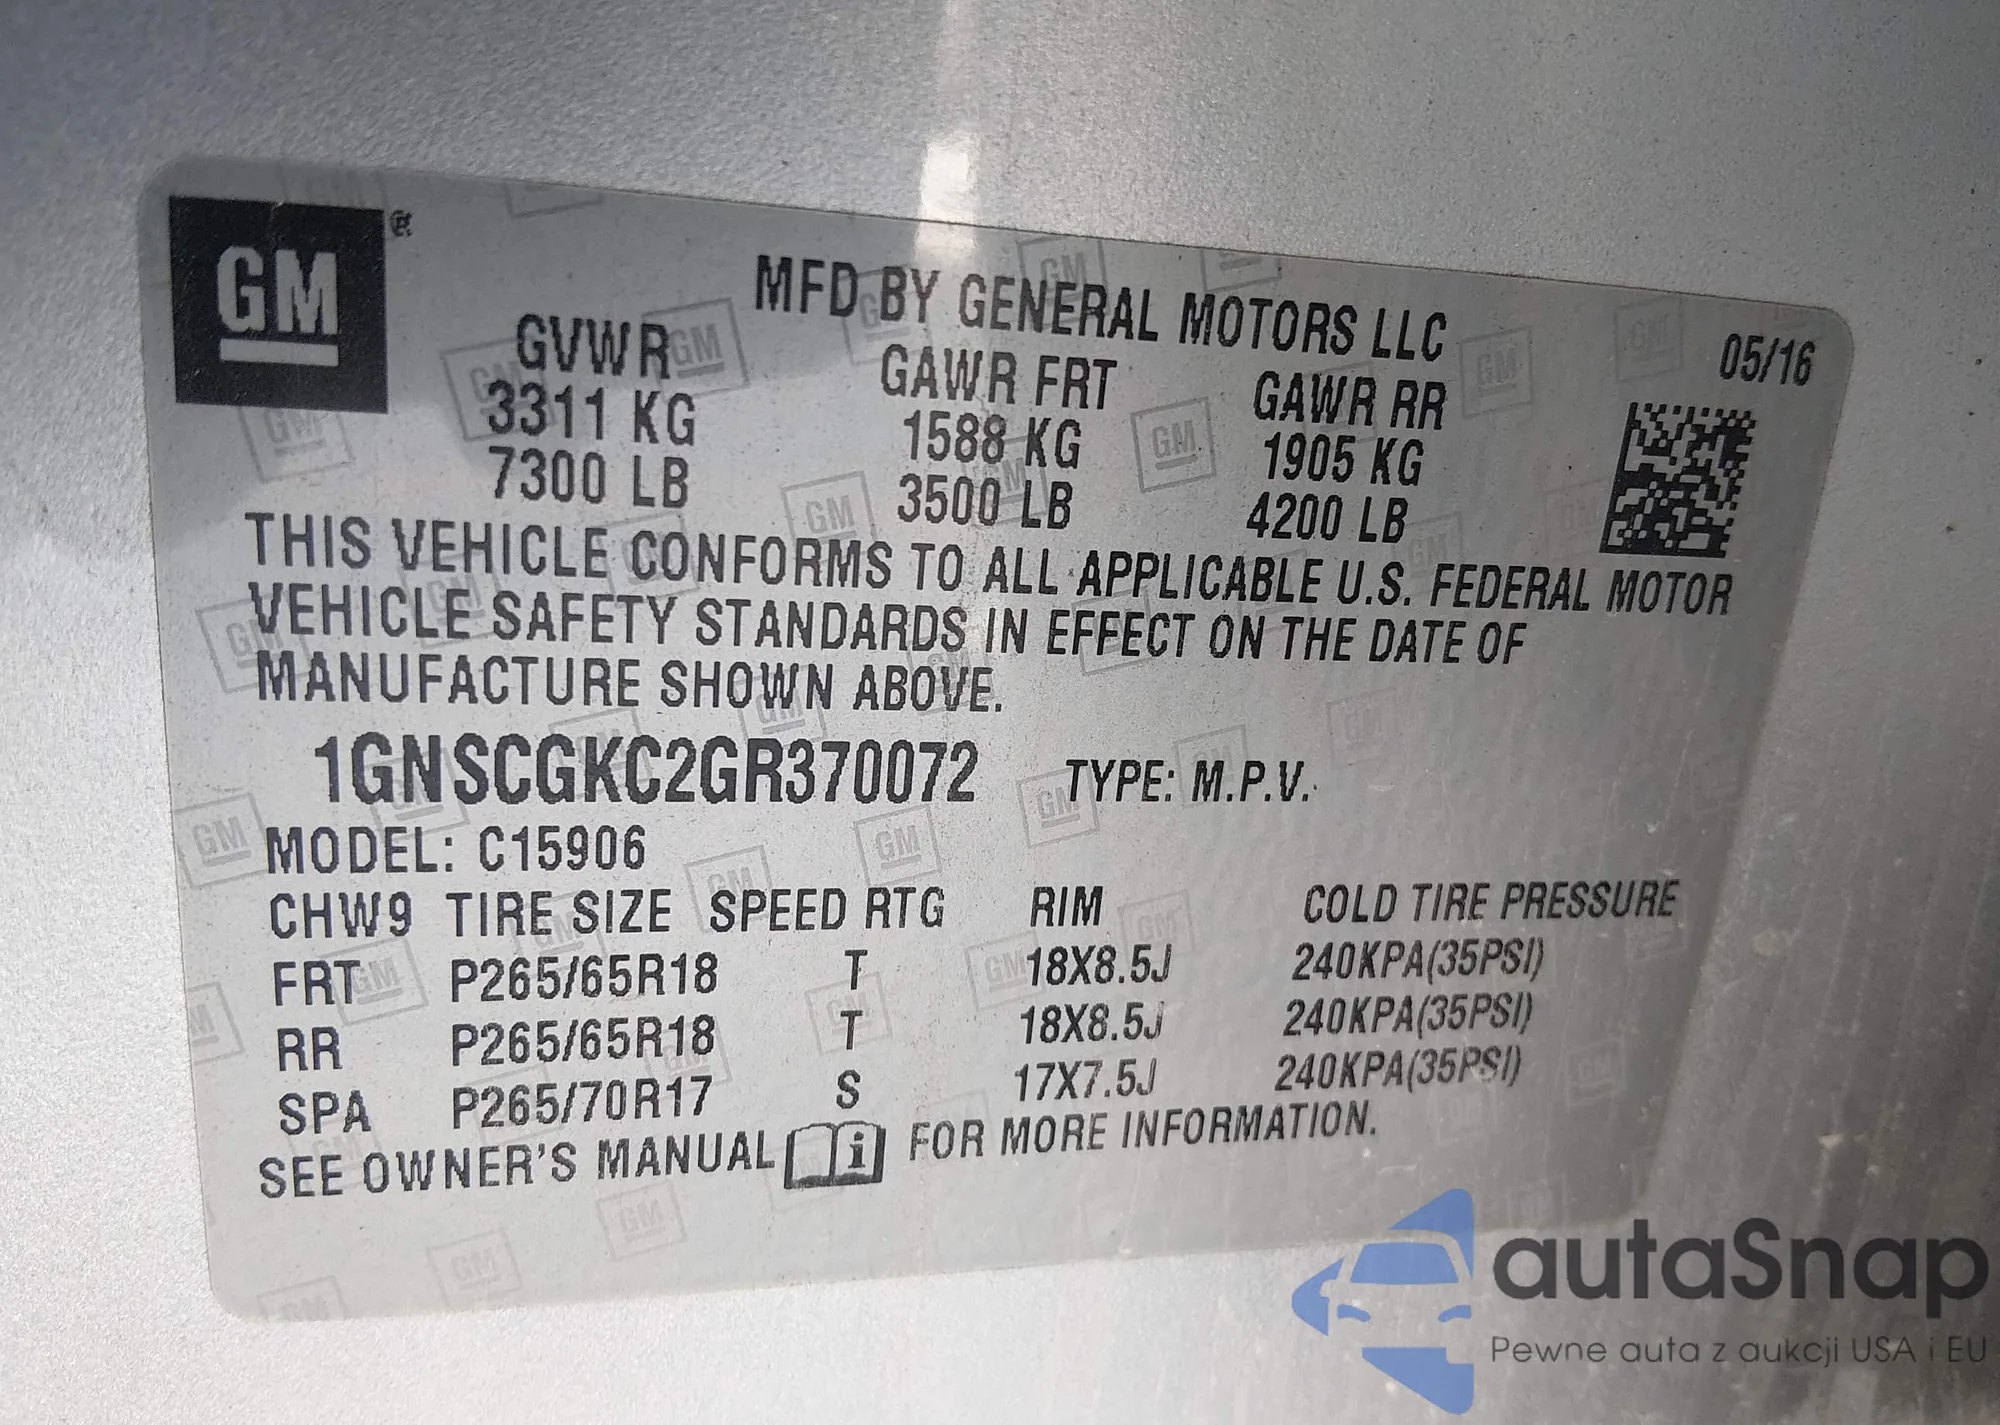 GM®
MFD BY GENERAL MOTORS LLC
05/16
GVWR GAWR FRT GAWR RR
3311 KG 1588 KG 1905 KG
7300 LB 3500 LB 4200 LB
THIS VEHICLE CONFORMS TO ALL APPLICABLE U.S. FEDERAL MOTOR
VEHICLE SAFETY STANDARDS IN EFFECT ON THE DATE OF
MANUFACTURE SHOWN ABOVE.
1GNSCGKC2GR370072 TYPE: M.P.V.
MODEL: C15906
CHW9 TIRE SIZE SPEED RTG RIM COLD TIRE PRESSURE
FRT P265/65R18 T 18X8.5J 240KPA(35PSI)
RR P265/65R18 T 18X8.5J 240KPA(35PSI)
SPA P265/70R17 S 17X7.5J 240KPA(35PSI)
SEE OWNER'S MANUAL i FOR MORE INFORMATION.
autaSnap
Pewne auta z aukcji USA i EU